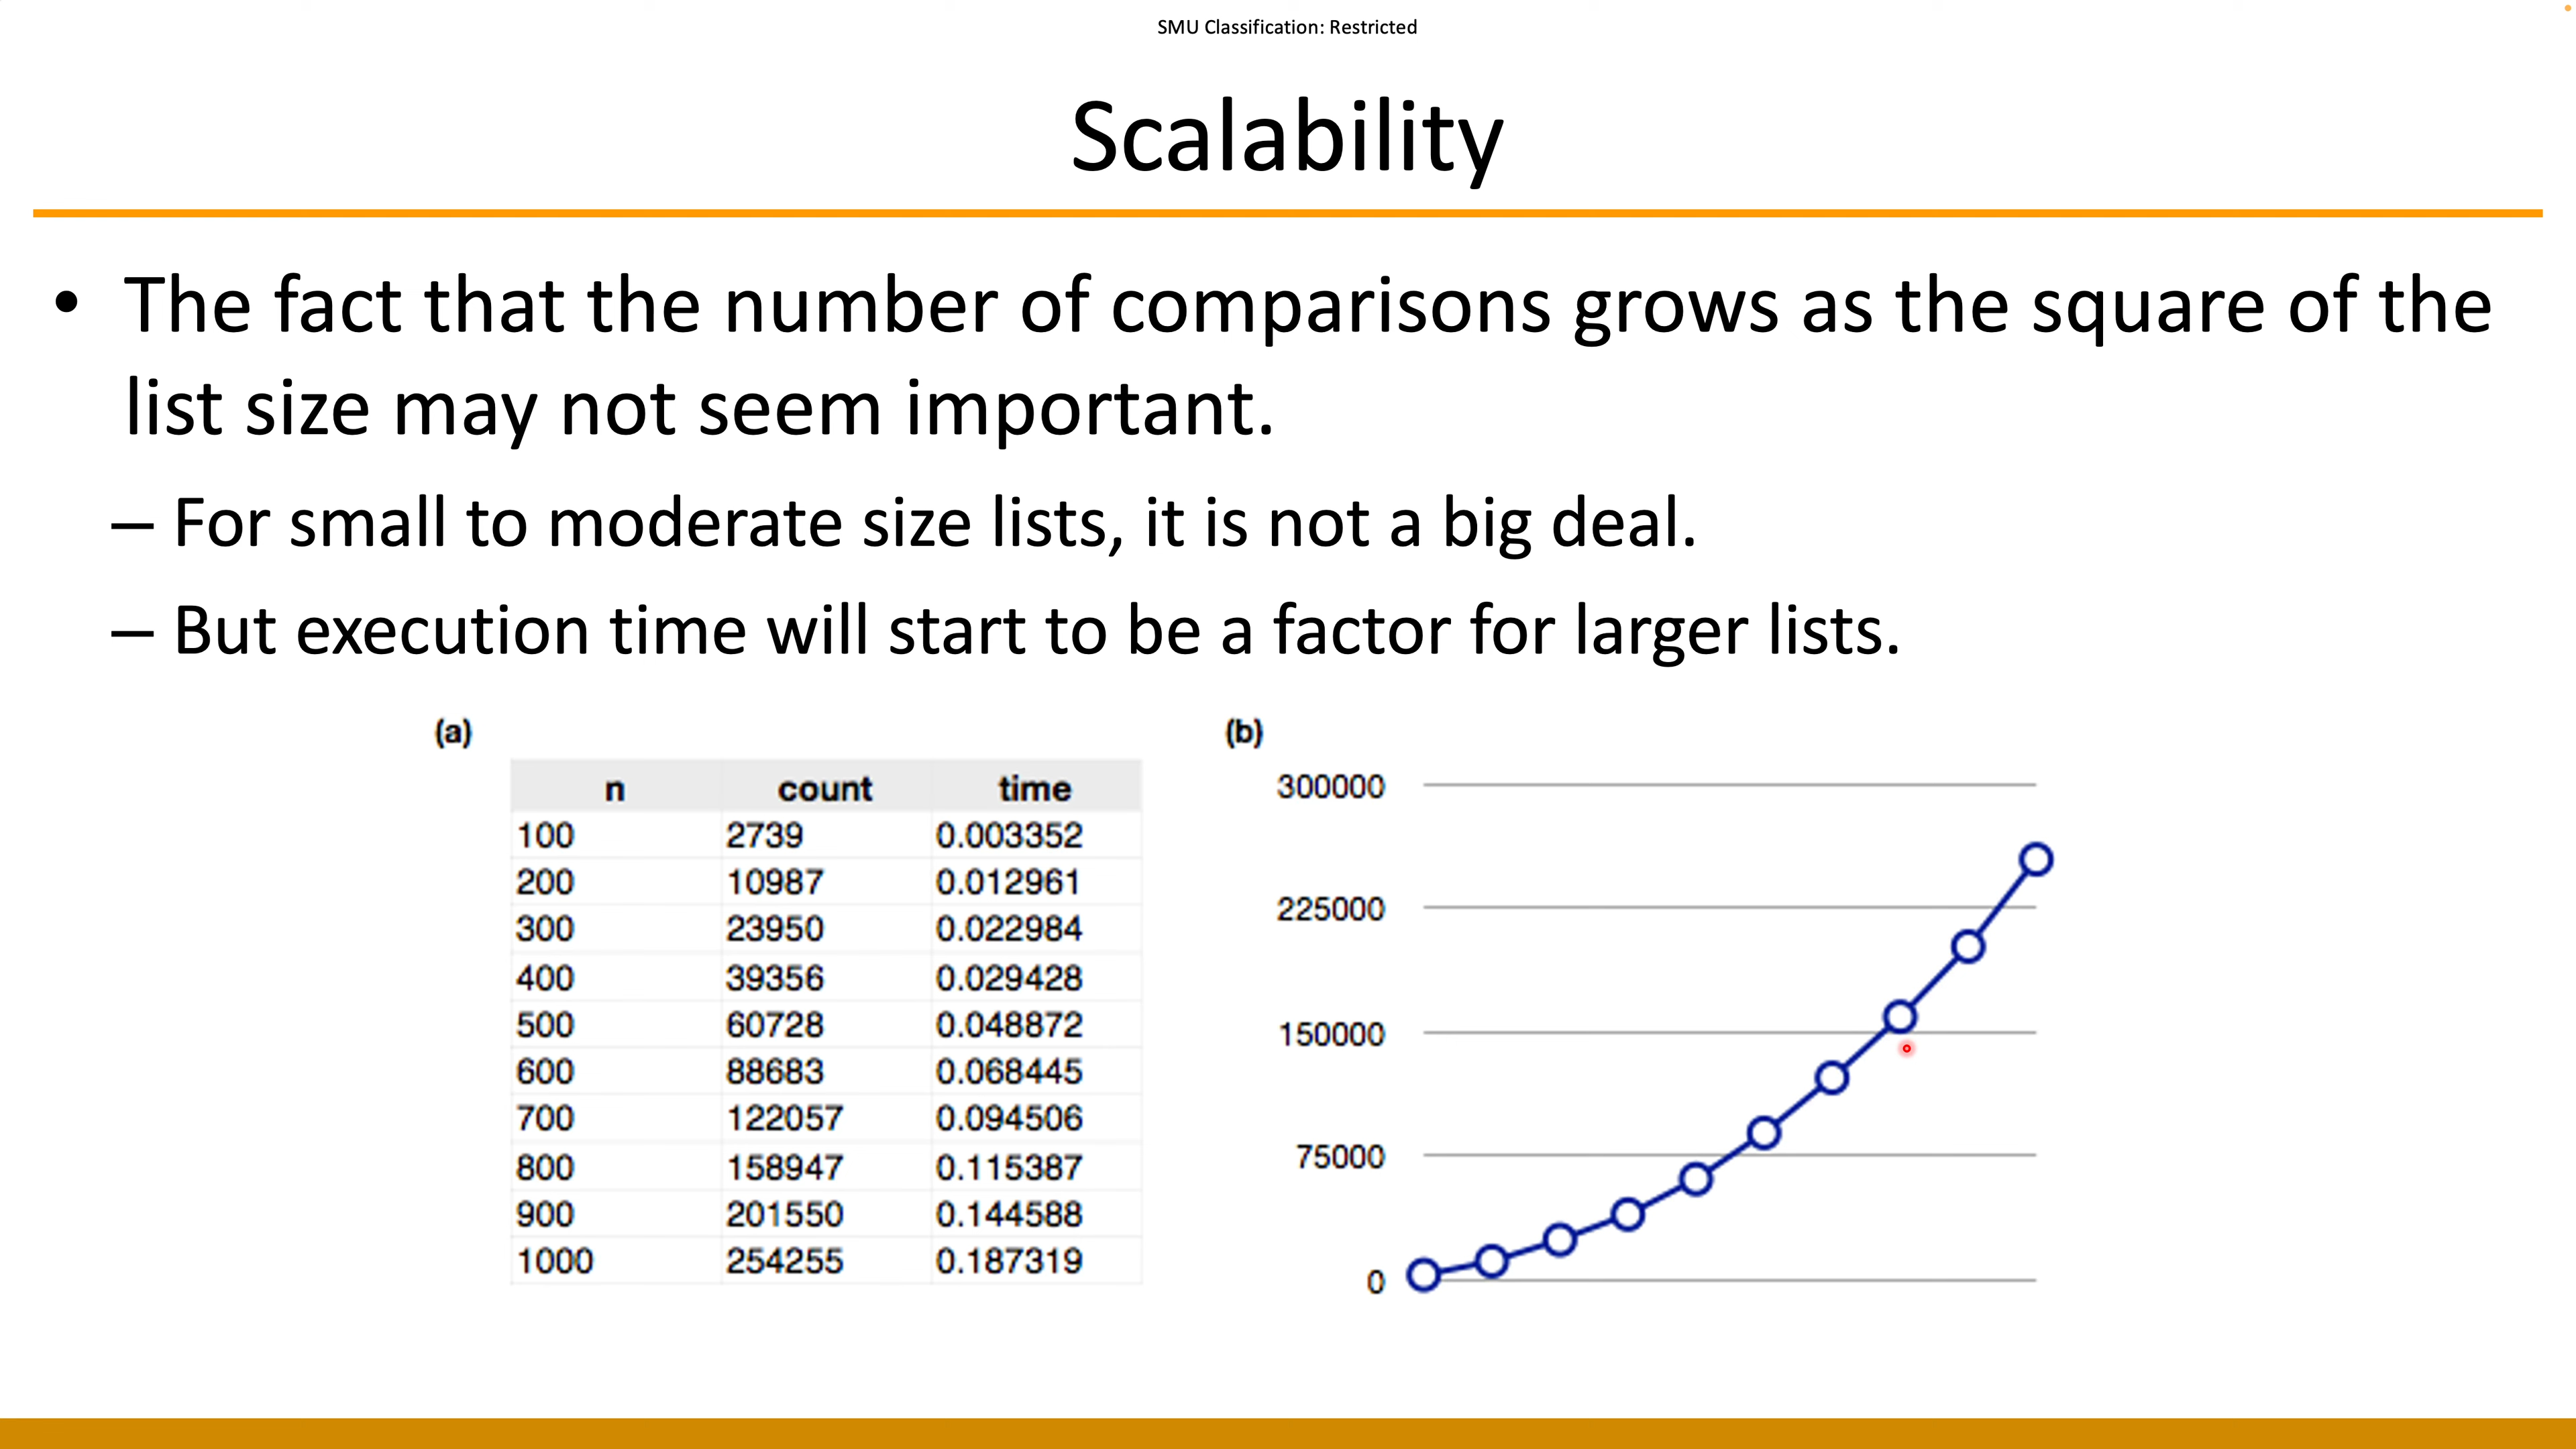 SMU Classification: Restricted
Scalability
• The fact that the number of comparisons grows as the square of the
list size may not seem important.
– For small to moderate size lists, it is not a big deal.
– But execution time will start to be a factor for larger lists.
(a)
n count time
100 2739 0.003352
200 10987 0.012961
300 23950 0.022984
400 39356 0.029428
500 60728 0.048872
600 88683 0.068445
700 122057 0.094506
800 158947 0.115387
900 201550 0.144588
1000 254255 0.187319
(b)
300000
225000
150000
75000
0